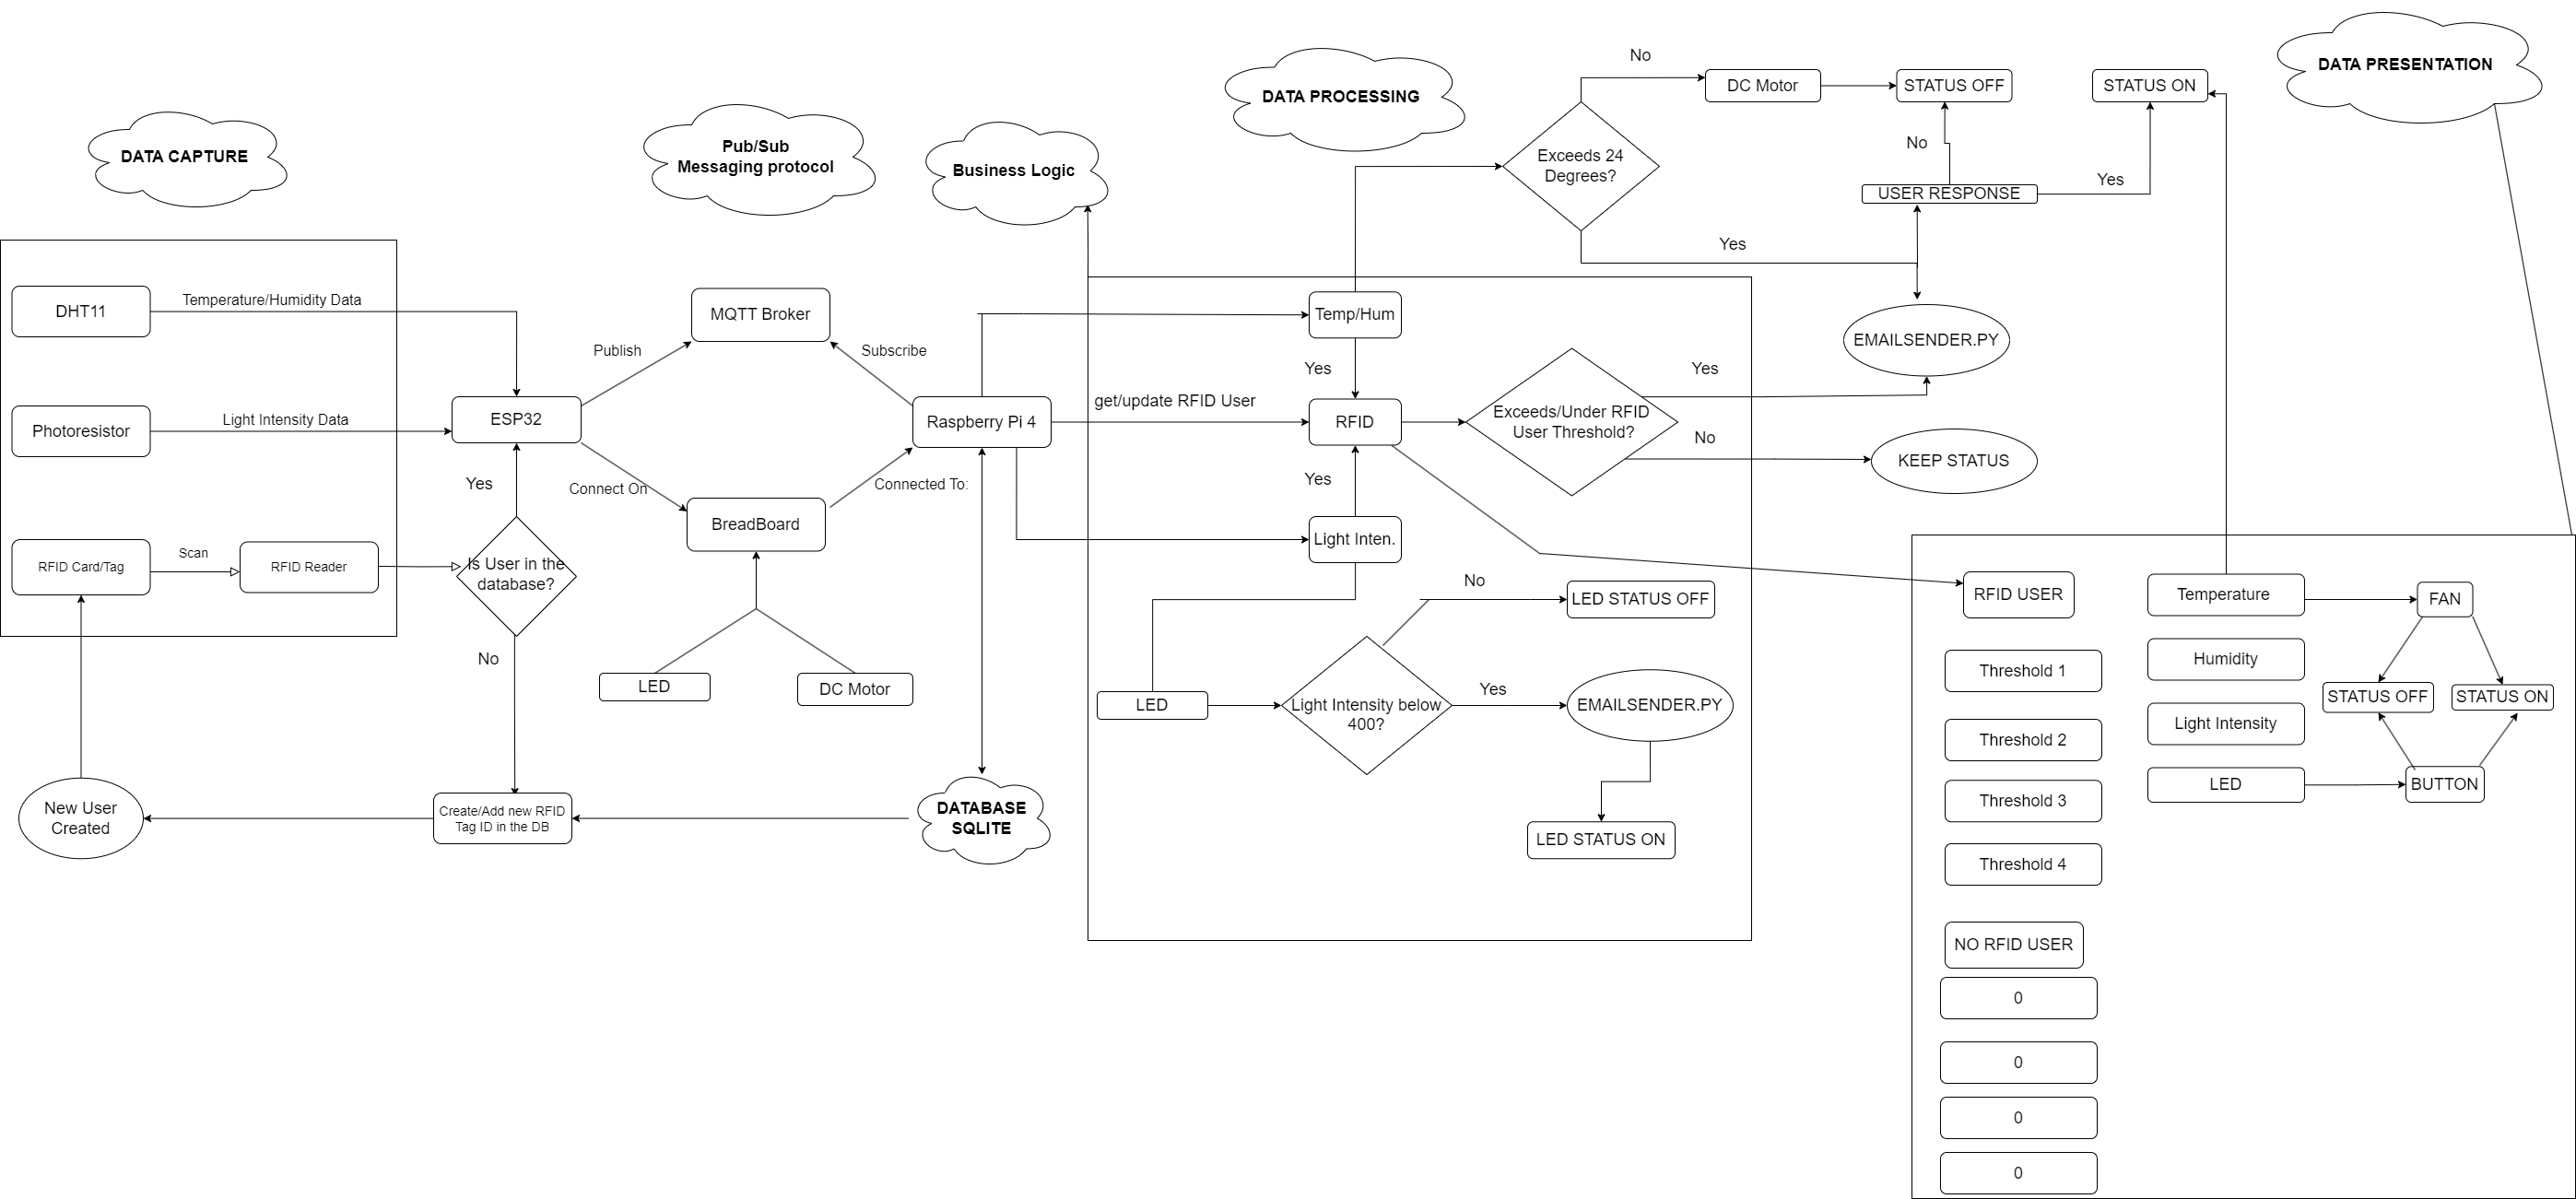 DATA CAPTURE
Pub/Sub
Messaging protocol
Business Logic
DATA PROCESSING
DATA PRESENTATION
DHT11
Temperature/Humidity Data
Photoresistor
Light Intensity Data
RFID Card/Tag
Scan
RFID Reader
ESP32
Yes
Is User in the
database?
No
Create/Add new RFID
Tag ID in the DB
New User
Created
Publish
MQTT Broker
Subscribe
Connect On
BreadBoard
Connected To:
LED
DC Motor
Raspberry Pi 4
DATABASE
SQLITE
get/update RFID User
Temp/Hum
Yes
RFID
Yes
Light Inten.
Exceeds 24
Degrees?
No
DC Motor
STATUS OFF
STATUS ON
No
USER RESPONSE
Yes
Yes
EMAILSENDER.PY
Exceeds/Under RFID
User Threshold?
Yes
No
KEEP STATUS
LED
Light Intensity below
400?
No
LED STATUS OFF
Yes
EMAILSENDER.PY
LED STATUS ON
RFID USER
Threshold 1
Threshold 2
Threshold 3
Threshold 4
NO RFID USER
0
0
0
0
Temperature
Humidity
Light Intensity
LED
FAN
STATUS OFF
STATUS ON
BUTTON